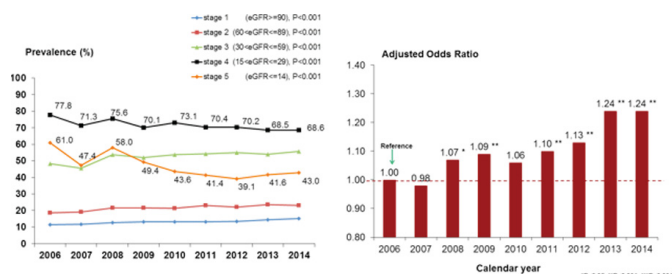 stage 1 (eGFR>=90), P<0.001
stage 2 (60<eGFR<=89), P<0.001
stage 3 (30<eGFR<=59), P<0.001
stage 4 (15<eGFR<=29), P<0.001
stage 5 (eGFR<=14), P<0.001
Prevalence (%)
100
90
80
70
60
50
40
30
20
10
0
77.8 71.3 75.6 70.1 73.1 70.4 70.2 68.5 68.6
61.0 47.4 58.0 49.4 43.6 41.4 39.1 41.6 43.0
2006 2007 2008 2009 2010 2011 2012 2013 2014
Adjusted Odds Ratio
1.40
1.30
1.20
1.10
1.00
0.90
0.80
Reference
1.00 0.98 1.07 * 1.09 ** 1.06 1.10 ** 1.13 ** 1.24 ** 1.24 **
2006 2007 2008 2009 2010 2011 2012 2013 2014
Calendar year